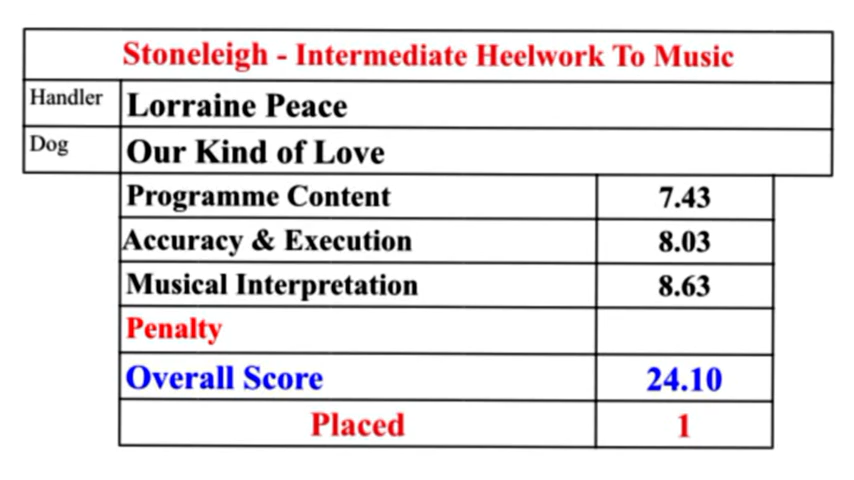 Stoneleigh - Intermediate Heelwork To Music
Handler Lorraine Peace
Dog Our Kind of Love
Programme Content 7.43
Accuracy & Execution 8.03
Musical Interpretation 8.63
Penalty
Overall Score 24.10
Placed 1